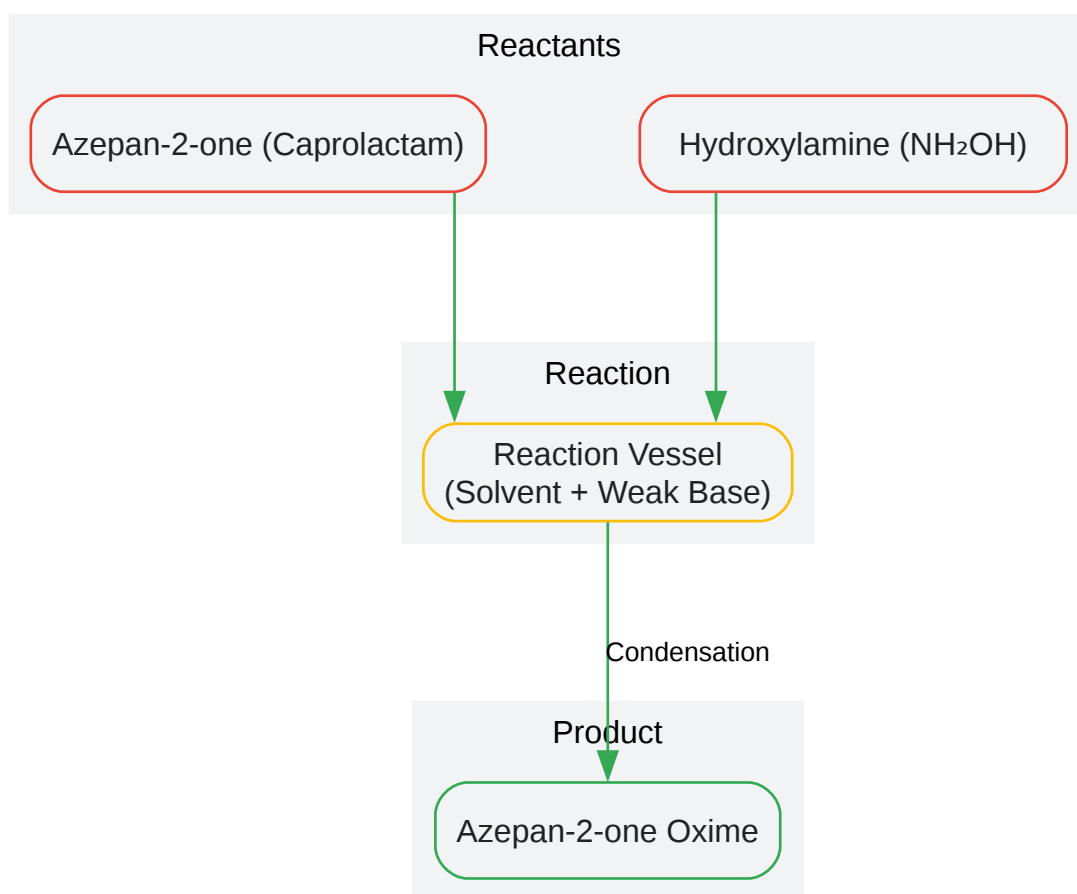 Reactants
Azepan-2-one (Caprolactam)
Hydroxylamine (NH₂OH)
Reaction
Reaction Vessel
(Solvent + Weak Base)
Condensation
Product
Azepan-2-one Oxime